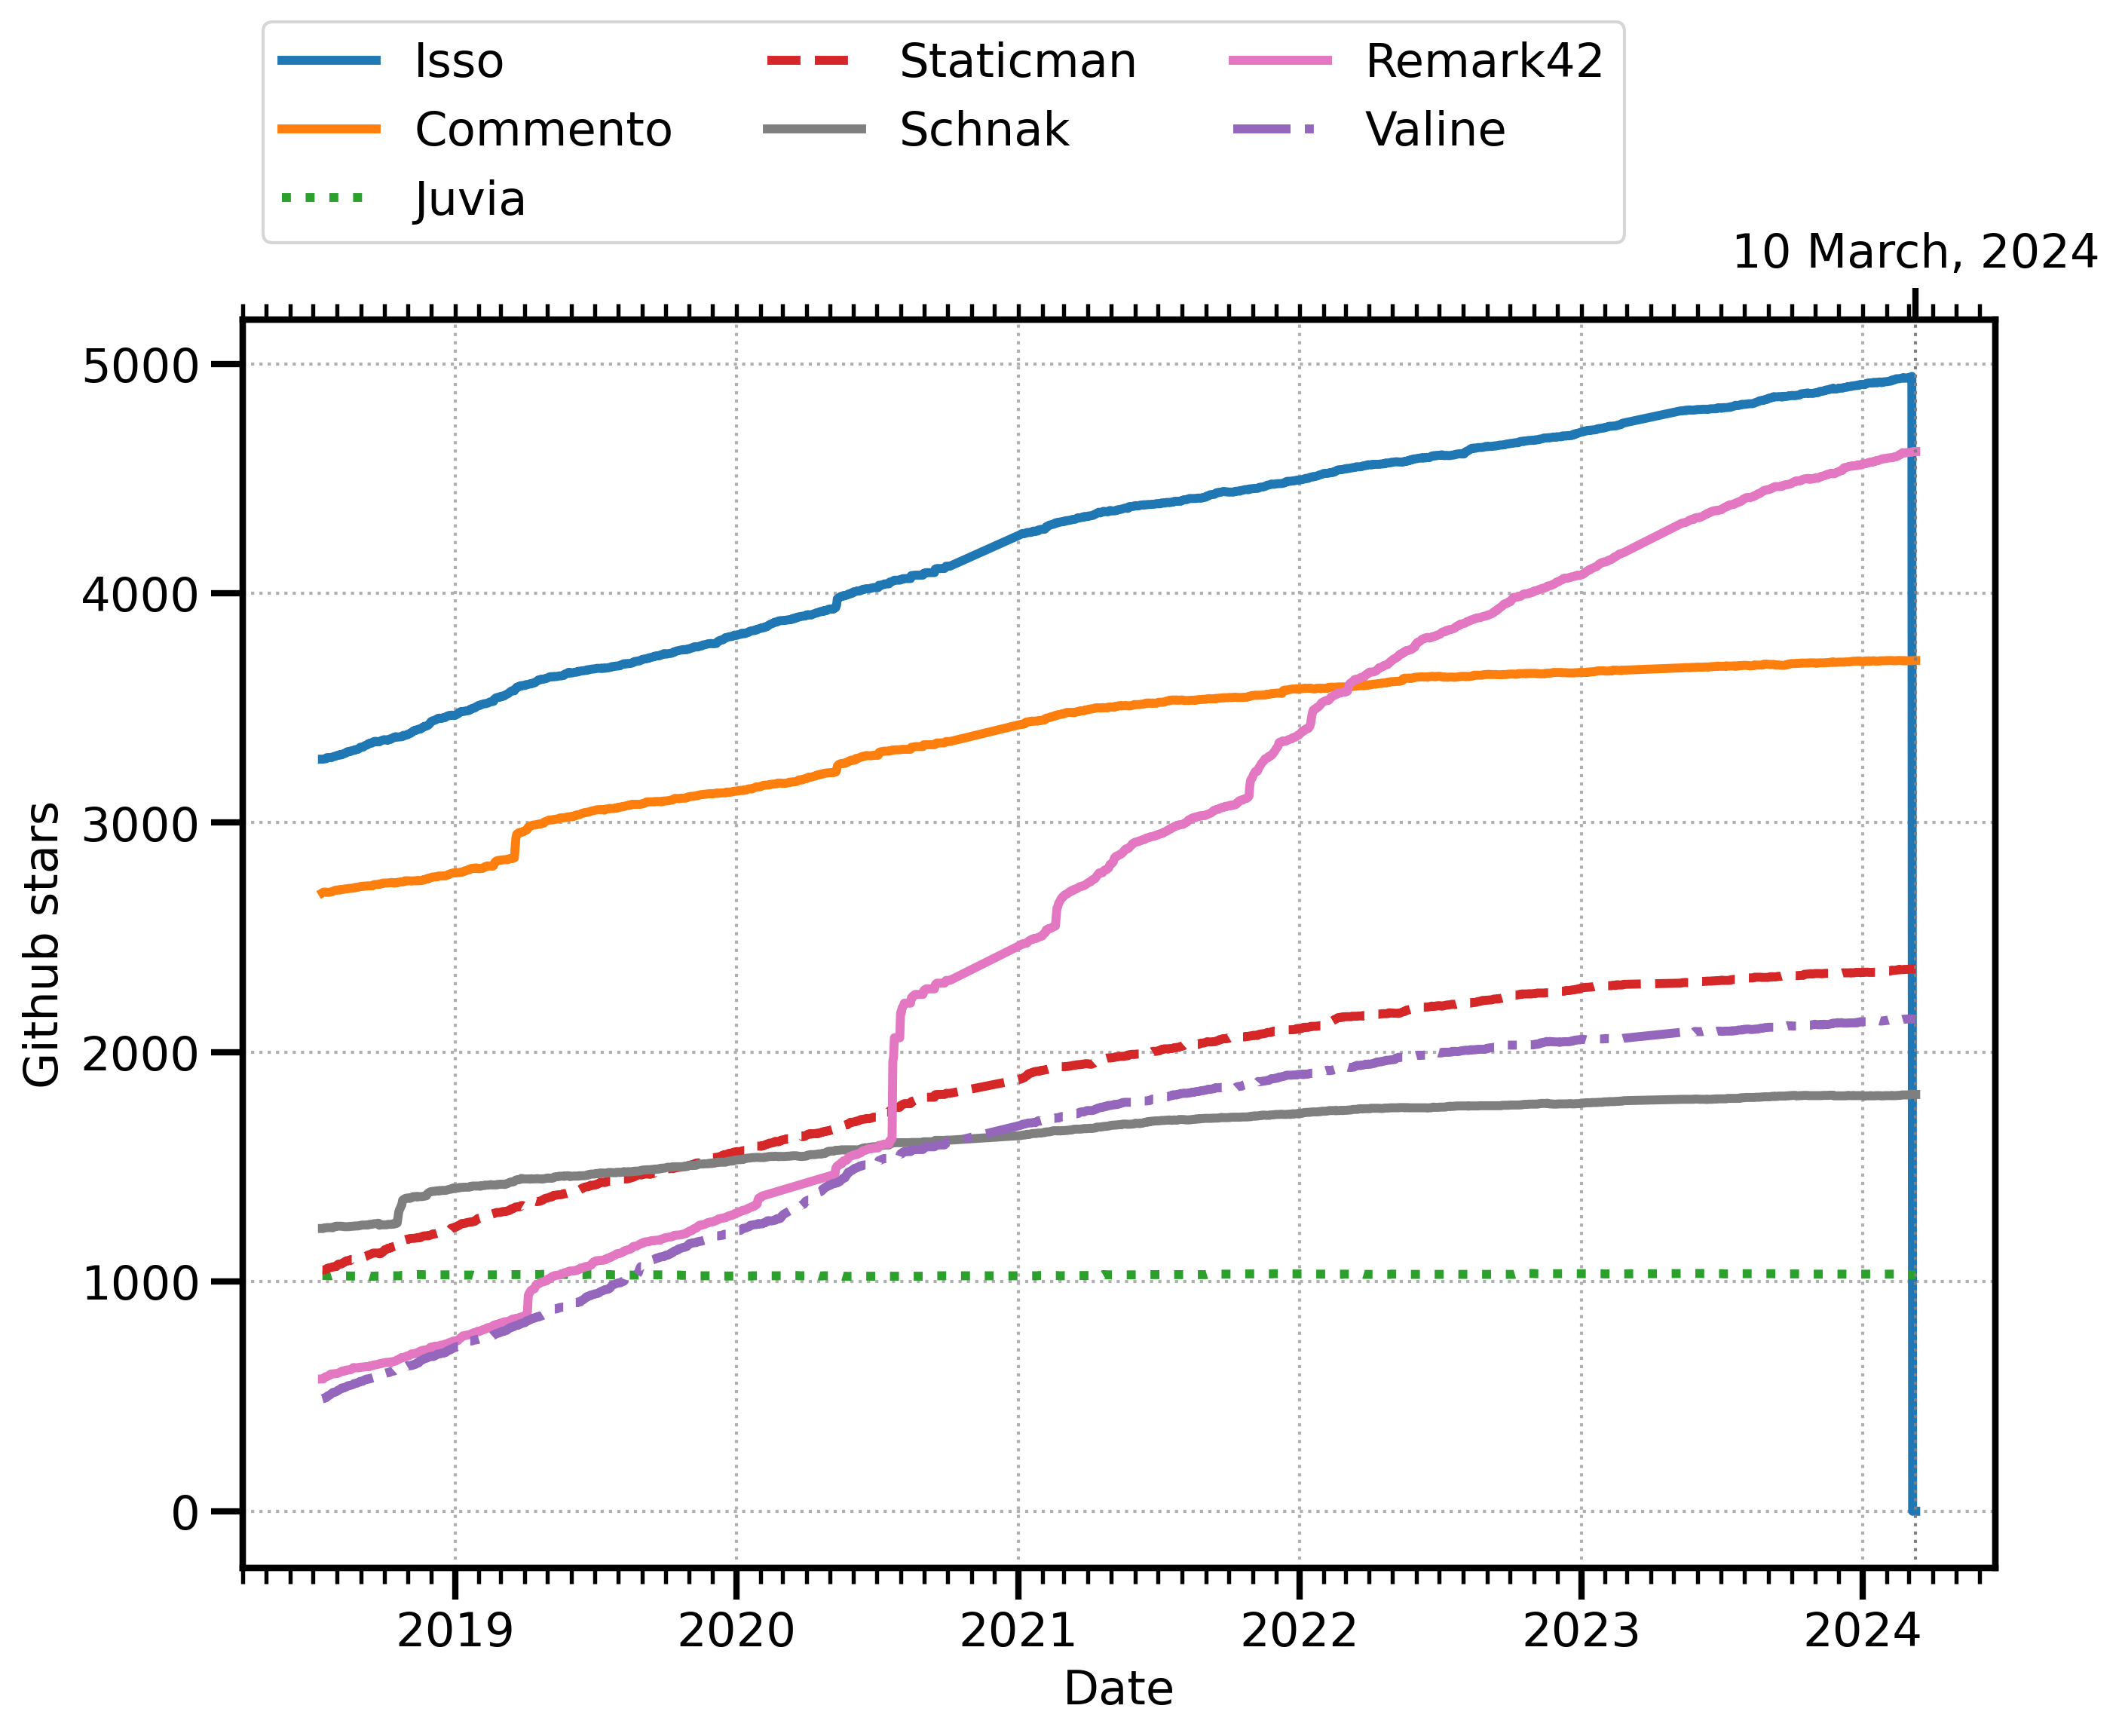 Isso
Commento
Juvia
Staticman
Schnak
Remark42
Valine
10 March, 2024
5000
4000
3000
2000
1000
0
Github stars
2019
2020
2021
2022
2023
2024
Date